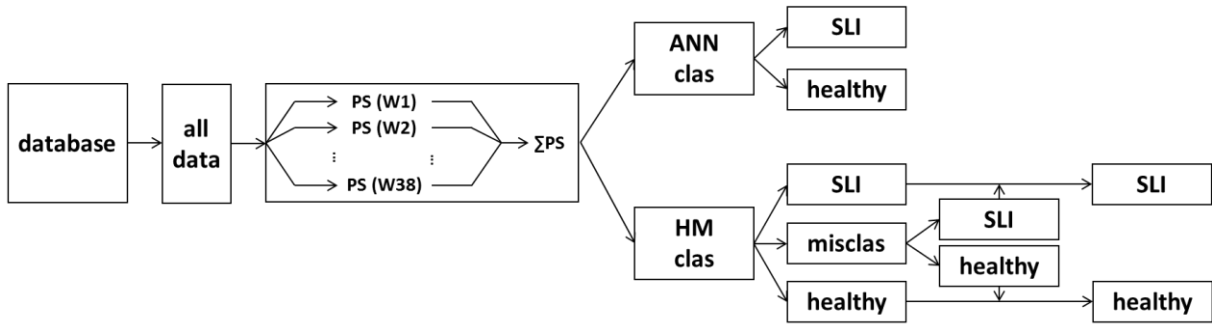 database
all
data
PS (W1)
PS (W2)
...
...
PS (W38)
∑PS
ANN
clas
SLI
healthy
HM
clas
SLI
misclas
healthy
SLI
healthy
SLI
healthy